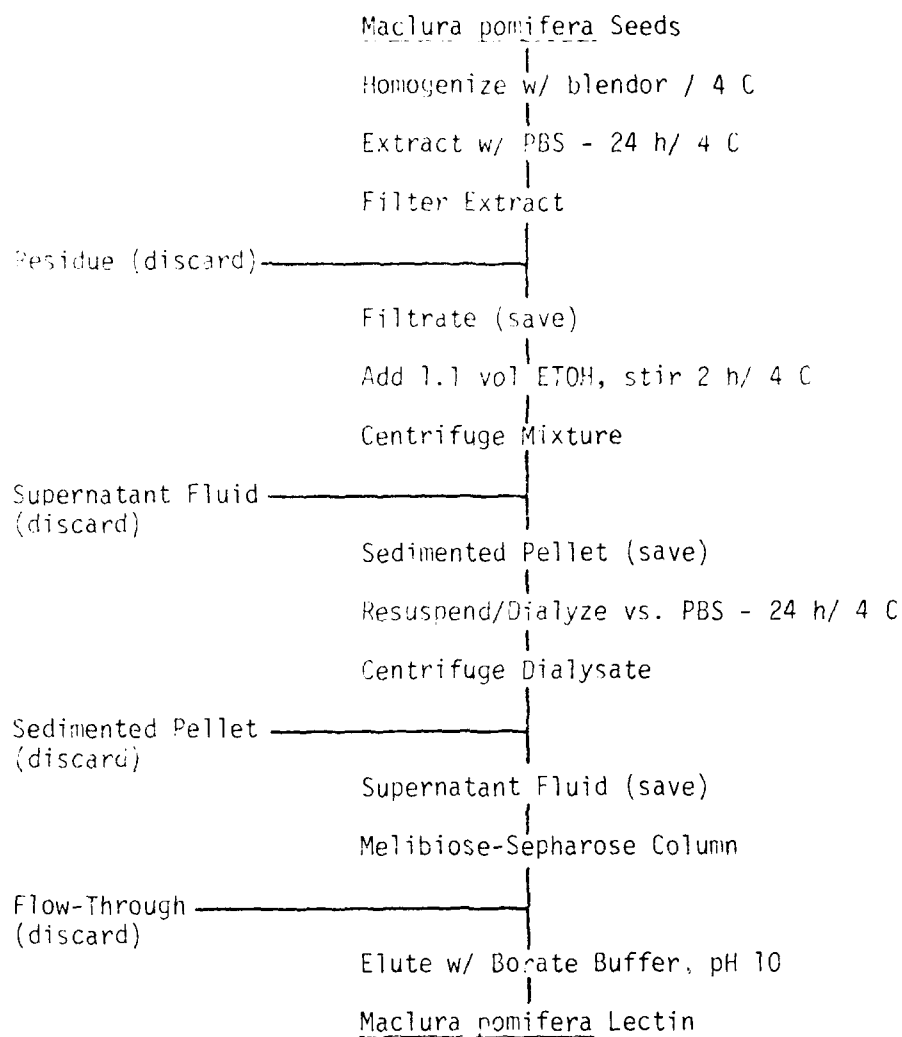 Maclura pomifera Seeds
Homogenize w/ blendor / 4 C
Extract w/ PBS - 24 h/ 4 C
Filter Extract
Residue (discard)
Filtrate (save)
Add 1.1 vol ETOH, stir 2 h/ 4 C
Centrifuge Mixture
Supernatant Fluid
(discard)
Sedimented Pellet (save)
Resuspend/Dialyze vs. PBS - 24 h/ 4 C
Centrifuge Dialysate
Sedimented Pellet
(discard)
Supernatant Fluid (save)
Melibiose-Sepharose Column
Flow-Through
(discard)
Elute w/ Borate Buffer, pH 10
Maclura pomifera Lectin